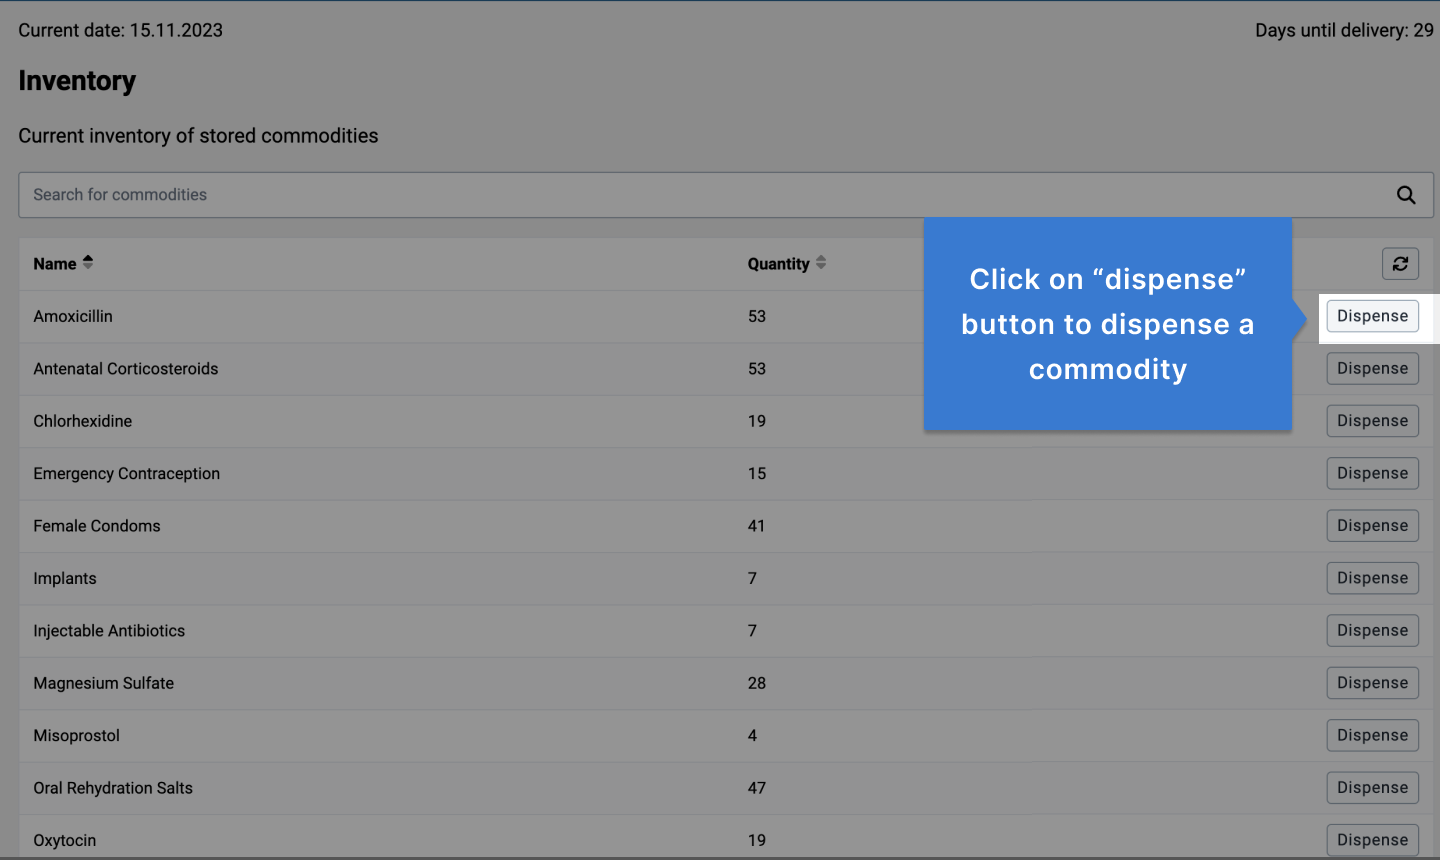 Current date: 15.11.2023
Days until delivery: 29
Inventory
Current inventory of stored commodities
Search for commodities
Name Quantity
Click on “dispense”
button to dispense a
commodity
Amoxicillin 53 Dispense
Antenatal Corticosteroids 53 Dispense
Chlorhexidine 19 Dispense
Emergency Contraception 15 Dispense
Female Condoms 41 Dispense
Implants 7 Dispense
Injectable Antibiotics 7 Dispense
Magnesium Sulfate 28 Dispense
Misoprostol 4 Dispense
Oral Rehydration Salts 47 Dispense
Oxytocin 19 Dispense